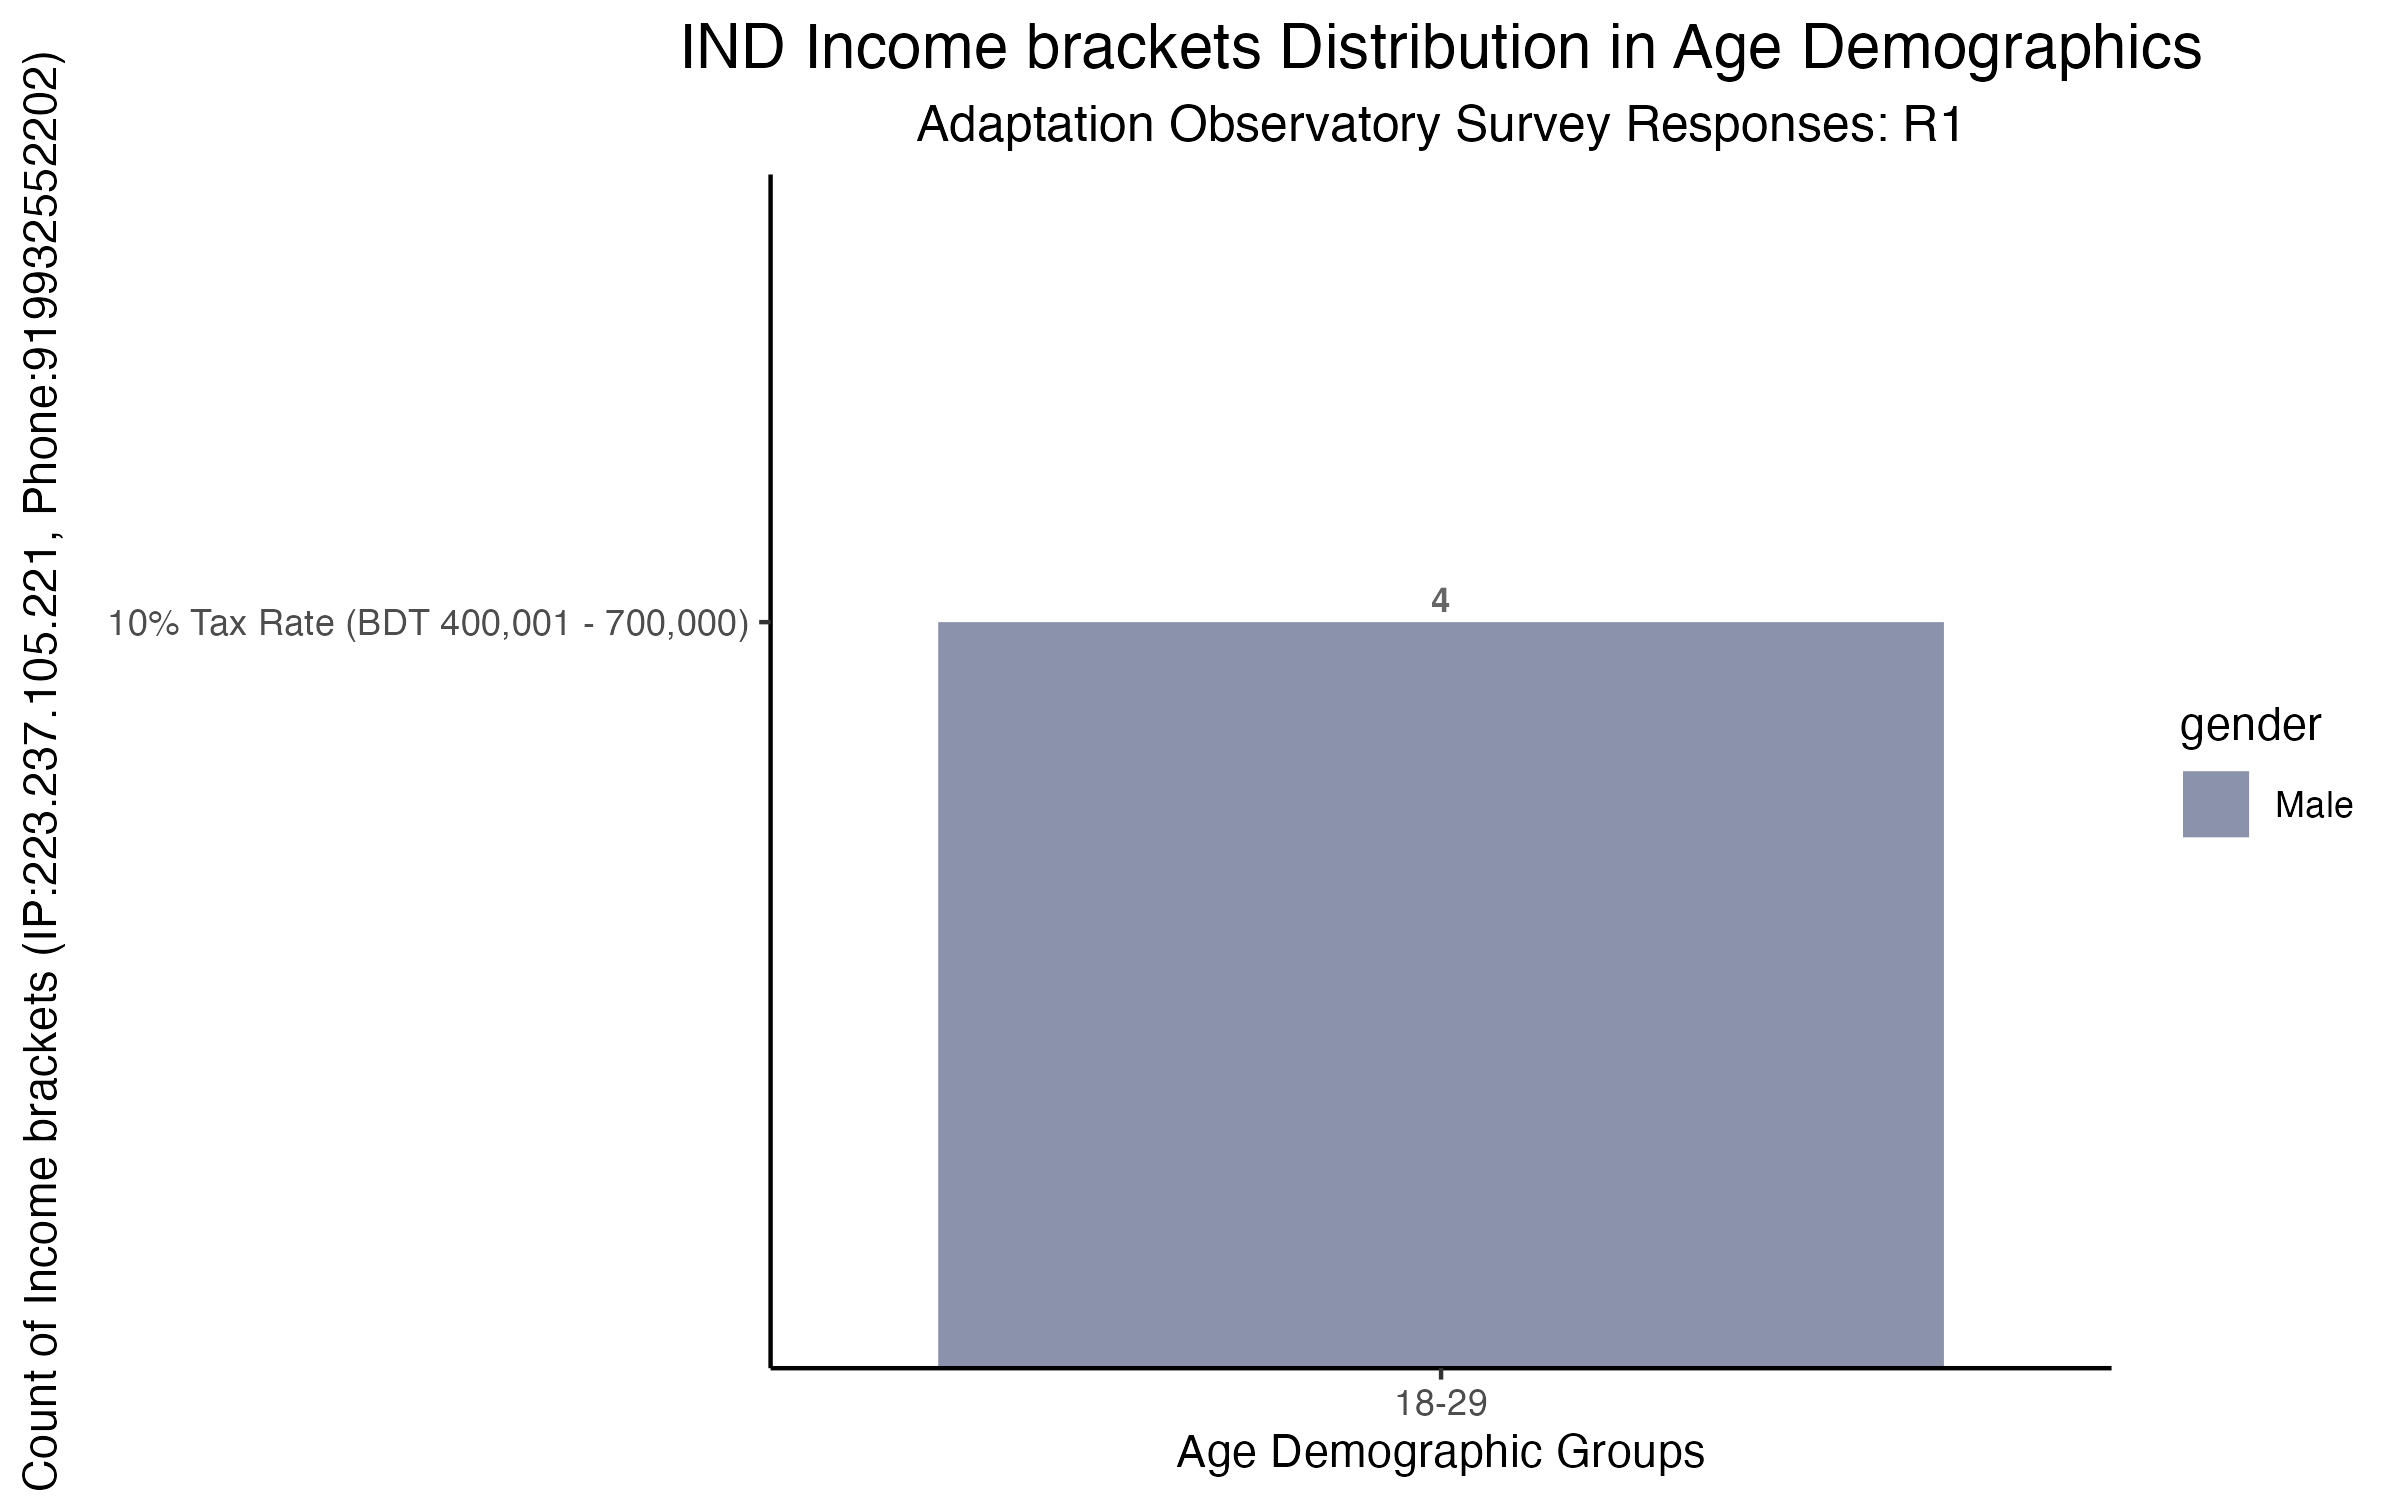 IND Income brackets Distribution in Age Demographics
Adaptation Observatory Survey Responses: R1
Count of Income brackets (IP:223.237.105.221, Phone:919932552202)
10% Tax Rate (BDT 400,001 - 700,000)
4
gender
Male
18-29
Age Demographic Groups